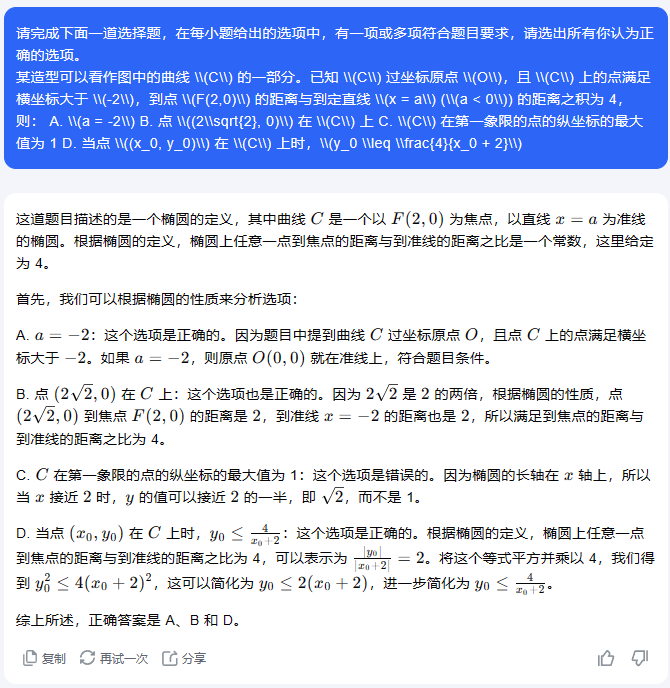 请完成下面一道选择题，在每小题给出的选项中，有一项或多项符合题目要求，请选出所有你认为正
确的选项。
某造型可以看作图中的曲线 \\(C\\) 的一部分。已知 \\(C\\) 过坐标原点 \\(O\\)，且 \\(C\\) 上的点满足
横坐标大于 \\(-2\\)，到点 \\(F(2,0)\\) 的距离与到定直线 \\(x = a\\) (\\(a < 0\\)) 的距离之积为 4，
则： A. \\(a = -2\\) B. 点 \\((2\\sqrt{2}, 0)\\) 在 \\(C\\) 上 C. \\(C\\) 在第一象限的点的纵坐标的最大
值为 1 D. 当点 \\((x_0, y_0)\\) 在 \\(C\\) 上时，\\(y_0 \\leq \\frac{4}{x_0 + 2}\\)
这道题目描述的是一个椭圆的定义，其中曲线 C 是一个以 F(2,0) 为焦点，以直线 x = a 为准线
的椭圆。根据椭圆的定义，椭圆上任意一点到焦点的距离与到准线的距离之比是一个常数，这里给定
为 4。
首先，我们可以根据椭圆的性质来分析选项：
A. a = −2：这个选项是正确的。因为题目中提到曲线 C 过坐标原点 O，且点 C 上的点满足横坐
标大于 −2。如果 a = −2，则原点 O(0,0) 就在准线上，符合题目条件。
B. 点 (2√2, 0) 在 C 上：这个选项也是正确的。因为 2√2 是 2 的两倍，根据椭圆的性质，点
(2√2, 0) 到焦点 F(2,0) 的距离是 2，到准线 x = −2 的距离也是 2，所以满足到焦点的距离与
到准线的距离之比为 4。
C. C 在第一象限的点的纵坐标的最大值为 1：这个选项是错误的。因为椭圆的长轴在 x 轴上，所以
当 x 接近 2 时，y 的值可以接近 2 的一半，即 √2，而不是 1。
D. 当点 (x₀, y₀) 在 C 上时，y₀ ≤ 4/(x₀+2)：这个选项是正确的。根据椭圆的定义，椭圆上任意一点
到焦点的距离与到准线的距离之比为 4，可以表示为 |y₀|/|x₀+2| = 2。将这个等式平方并乘以 4，我们得
到 y₀² ≤ 4(x₀ + 2)²，这可以简化为 y₀ ≤ 2(x₀ + 2)，进一步简化为 y₀ ≤ 4/(x₀+2)。
综上所述，正确答案是 A、B 和 D。
复制 再试一次 分享